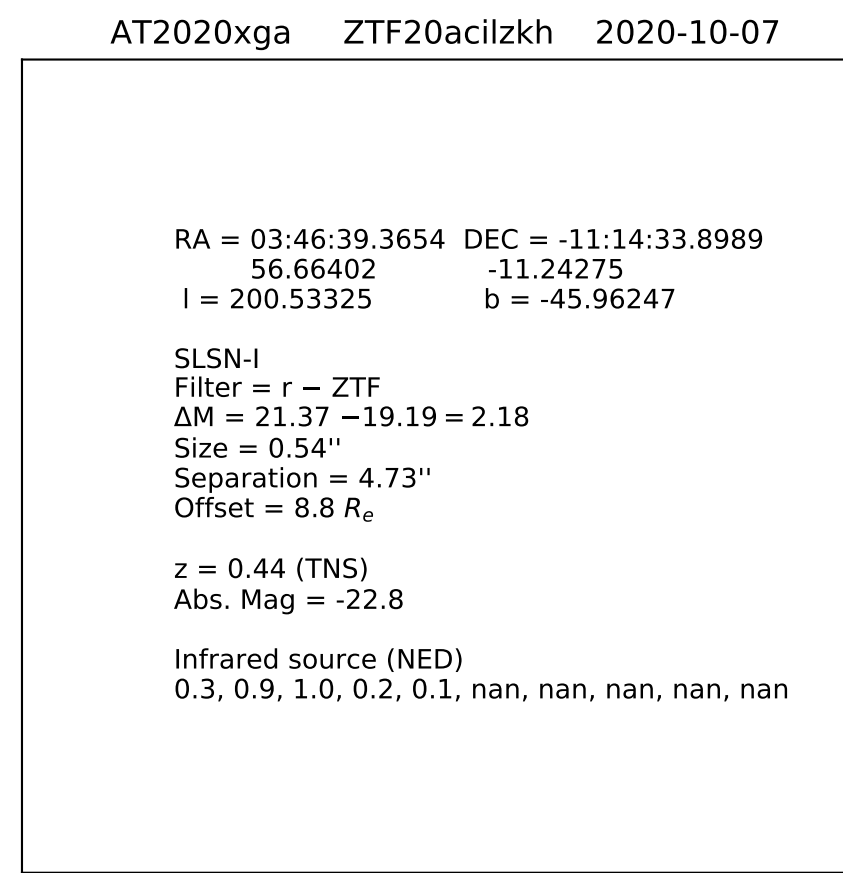 AT2020xga ZTF20acilzkh 2020-10-07
RA = 03:46:39.3654 DEC = -11:14:33.8989
56.66402 -11.24275
l = 200.53325 b = -45.96247
SLSN-I
Filter = r − ZTF
ΔM = 21.37 −19.19 = 2.18
Size = 0.54''
Separation = 4.73''
Offset = 8.8 Rₑ
z = 0.44 (TNS)
Abs. Mag = -22.8
Infrared source (NED)
0.3, 0.9, 1.0, 0.2, 0.1, nan, nan, nan, nan, nan